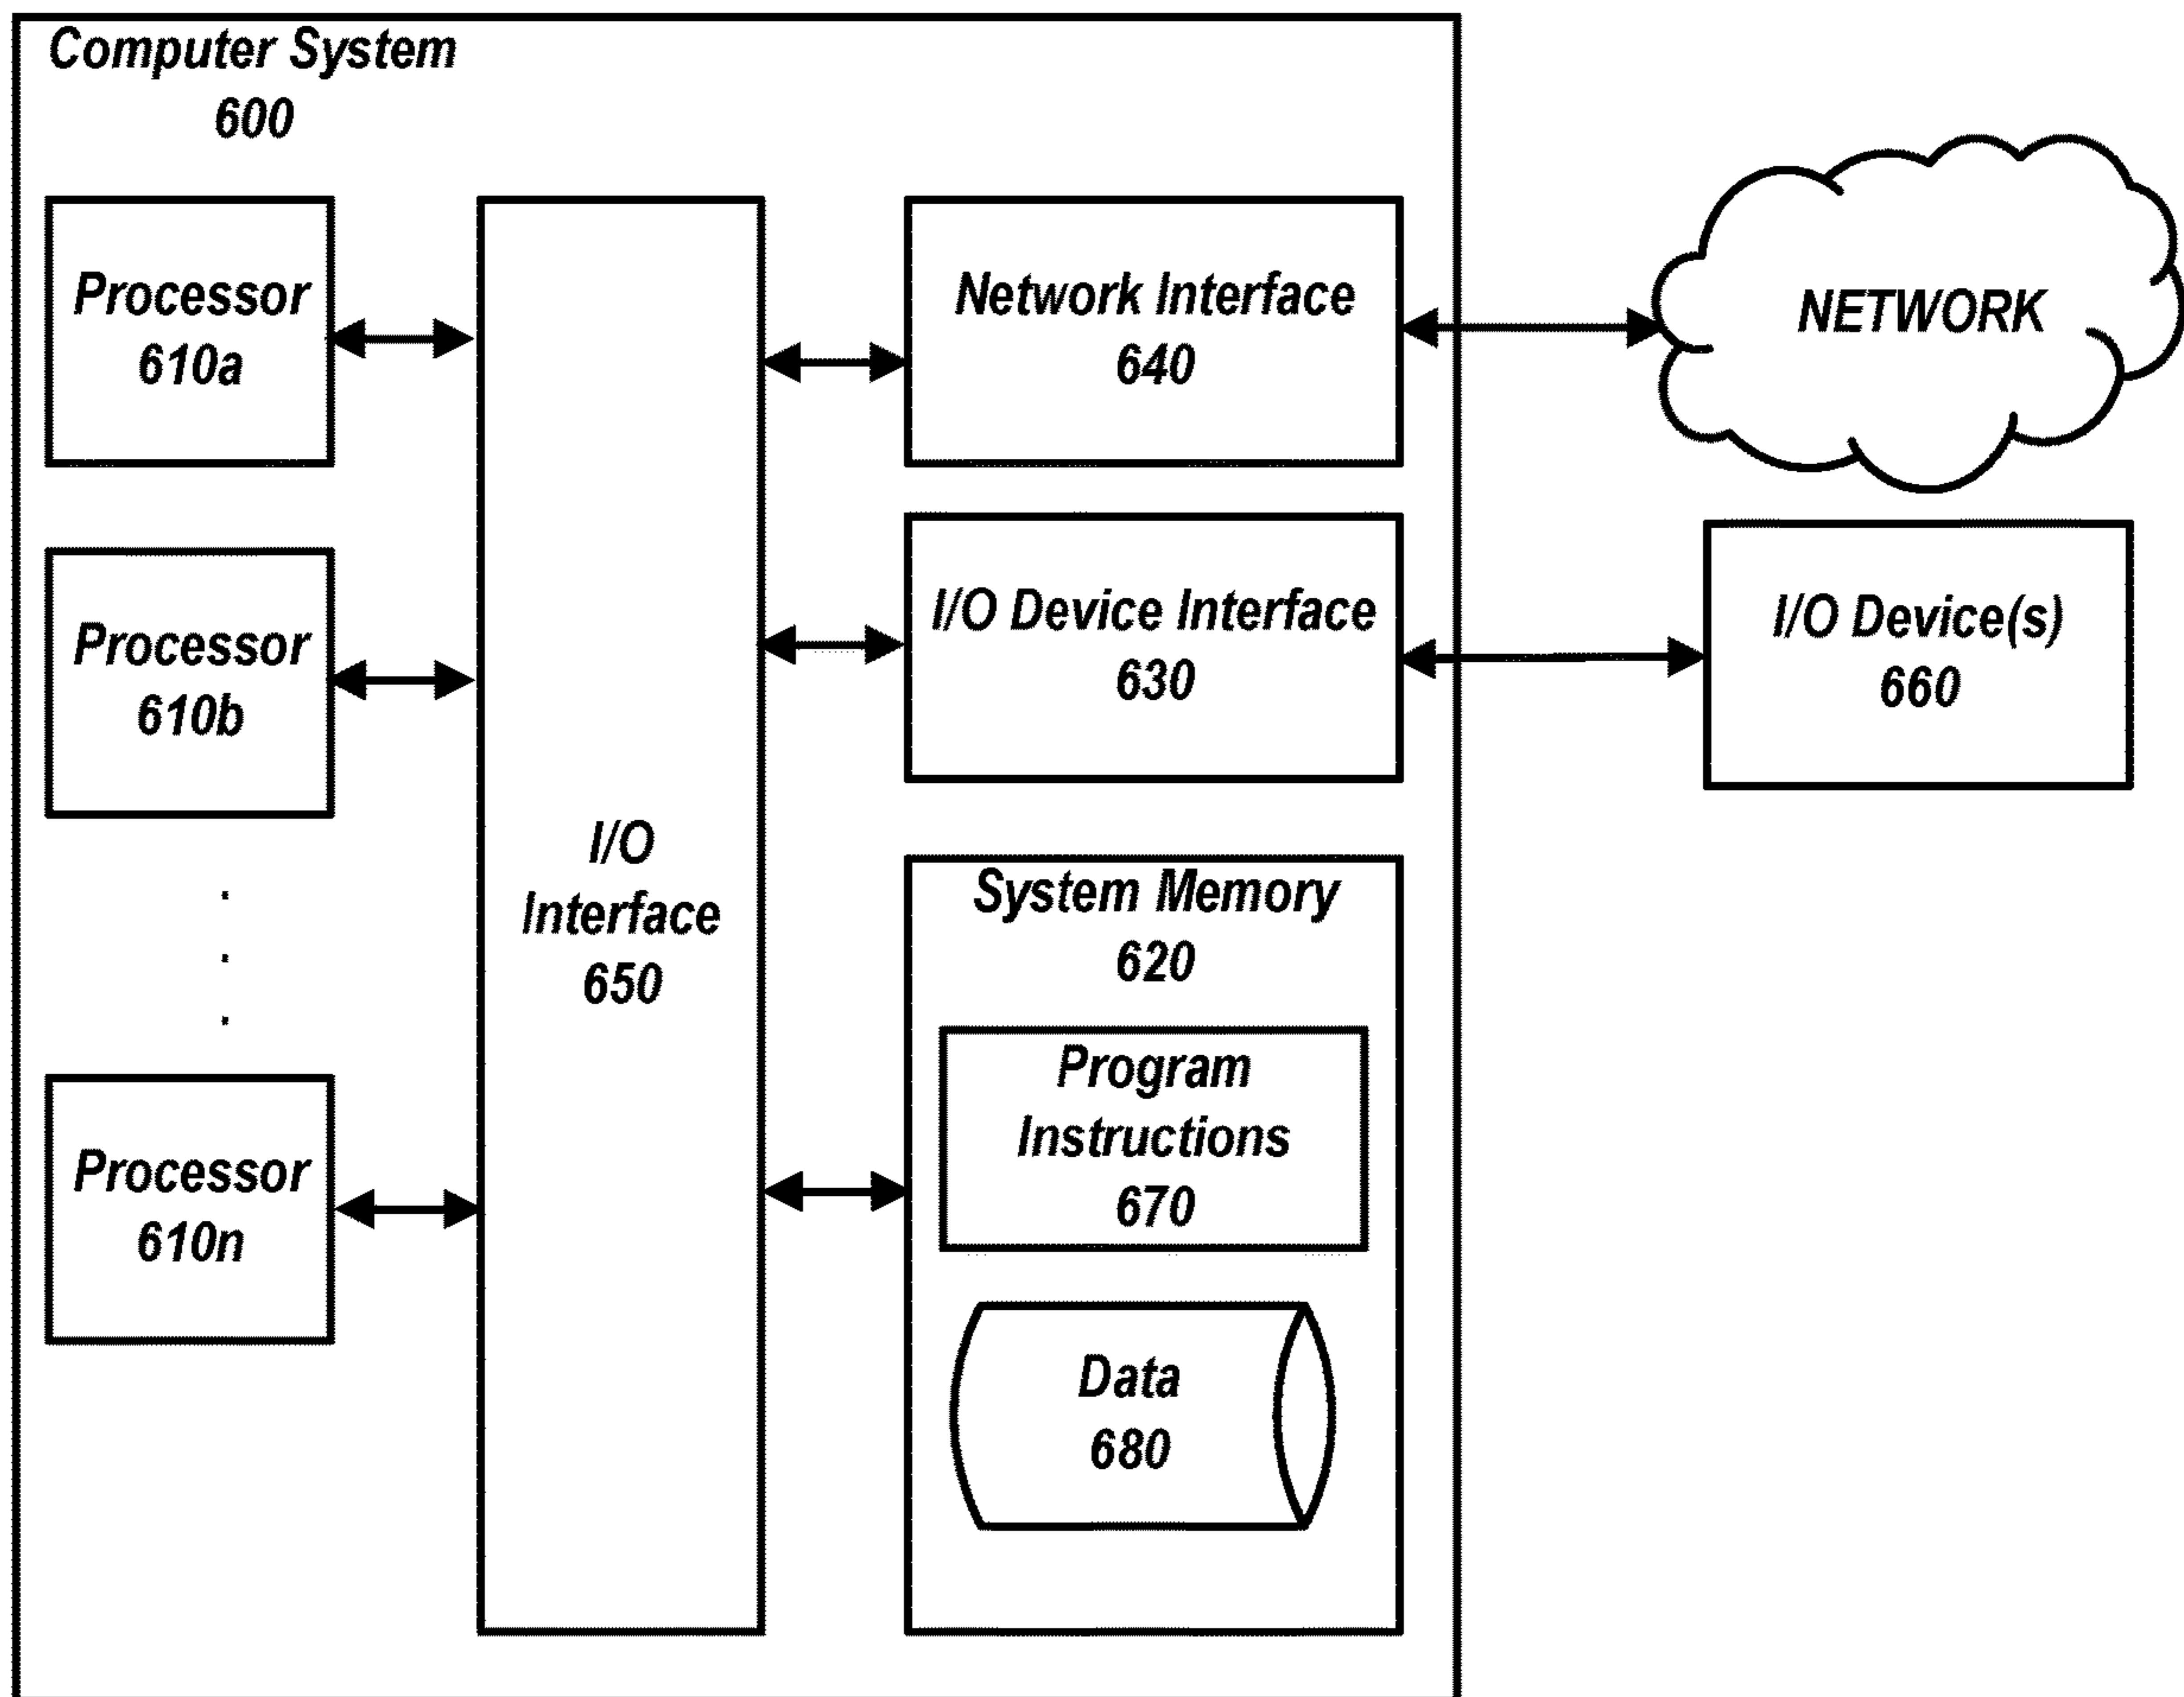 Computer System
600
Processor
610a
Processor
610b
.
.
.
Processor
610n
I/O
Interface
650
Network Interface
640
I/O Device Interface
630
System Memory
620
Program
Instructions
670
Data
680
NETWORK
I/O Device(s)
660